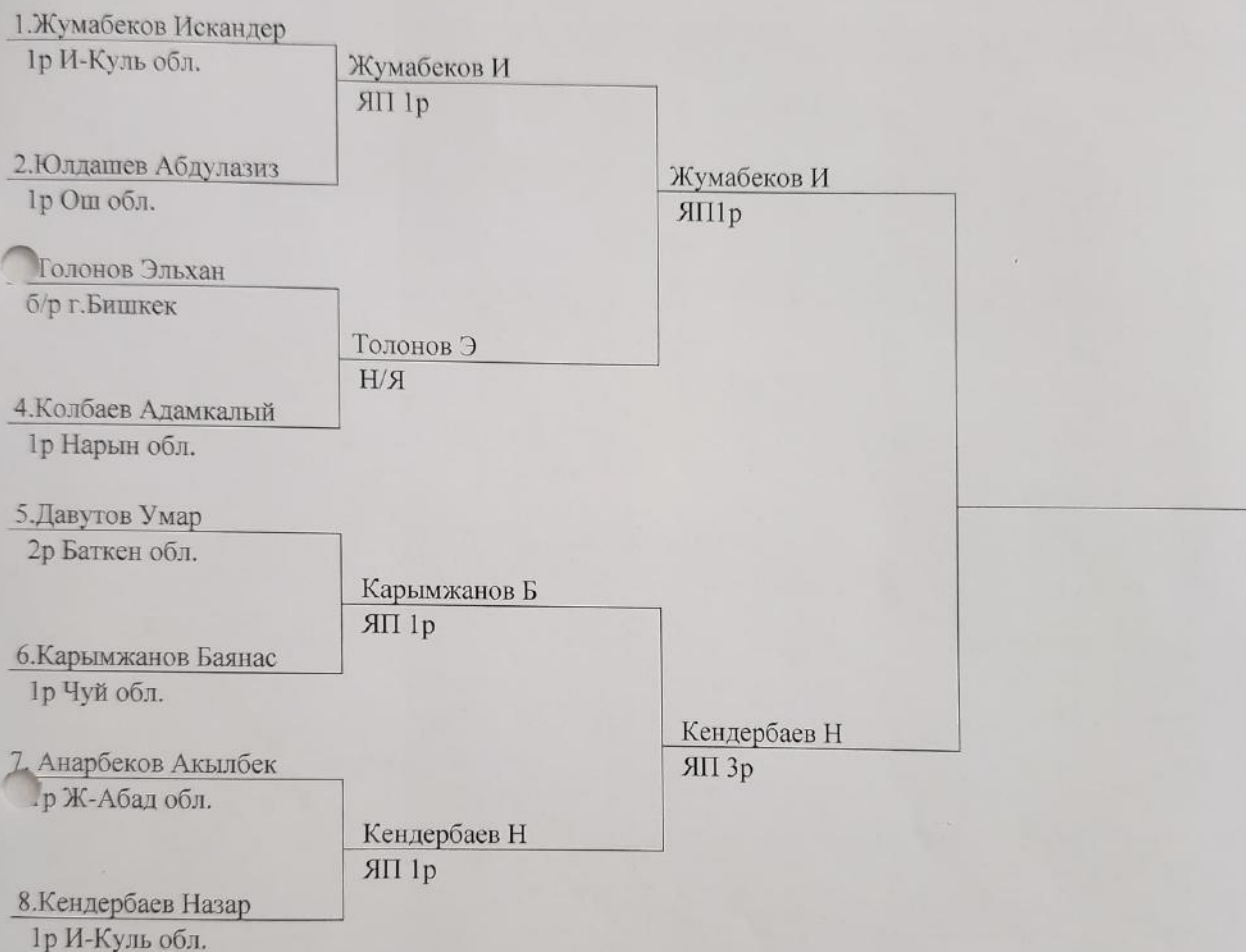 1.Жумабеков Искандер
1р И-Куль обл.
2.Юлдашев Абдулазиз
1р Ош обл.
Толонов Эльхан
б/р г.Бишкек
4.Колбаев Адамкалый
1р Нарын обл.
5.Давутов Умар
2р Баткен обл.
6.Карымжанов Баянас
1р Чуй обл.
7. Анарбеков Акылбек
р Ж-Абад обл.
8.Кендербаев Назар
1р И-Куль обл.
Жумабеков И
ЯП 1р
Толонов Э
Н/Я
Карымжанов Б
ЯП 1р
Кендербаев Н
ЯП 1р
Жумабеков И
ЯП1р
Кендербаев Н
ЯП 3р